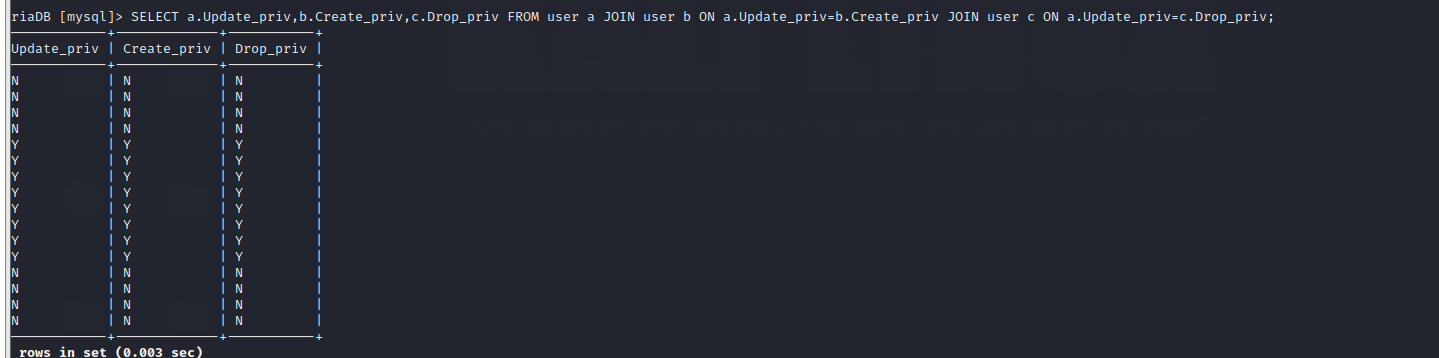 riaDB [mysql]> SELECT a.Update_priv,b.Create_priv,c.Drop_priv FROM user a JOIN user b ON a.Update_priv=b.Create_priv JOIN user c ON a.Update_priv=c.Drop_priv;
Update_priv | Create_priv | Drop_priv |
N | N | N |
N | N | N |
N | N | N |
N | N | N |
Y | Y | Y |
Y | Y | Y |
Y | Y | Y |
Y | Y | Y |
Y | Y | Y |
Y | Y | Y |
Y | Y | Y |
Y | Y | Y |
N | N | N |
N | N | N |
N | N | N |
N | N | N |
rows in set (0.003 sec)